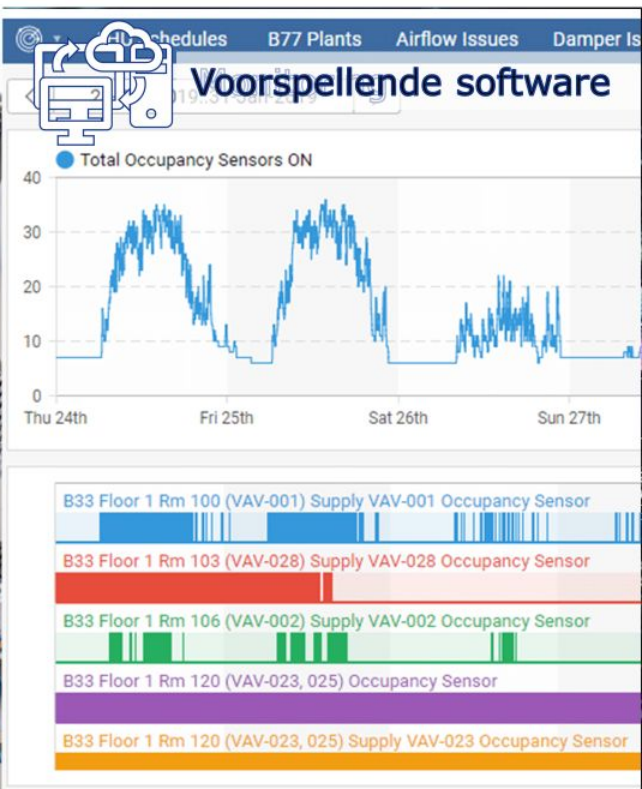 HU Schedules B77 Plants Airflow Issues Damper Is
Voorspellende software
019..31-Jan-2019
Total Occupancy Sensors ON
40
30
20
10
0
Thu 24th Fri 25th Sat 26th Sun 27th
B33 Floor 1 Rm 100 (VAV-001) Supply VAV-001 Occupancy Sensor
B33 Floor 1 Rm 103 (VAV-028) Supply VAV-028 Occupancy Sensor
B33 Floor 1 Rm 106 (VAV-002) Supply VAV-002 Occupancy Sensor
B33 Floor 1 Rm 120 (VAV-023, 025) Occupancy Sensor
B33 Floor 1 Rm 120 (VAV-023, 025) Supply VAV-023 Occupancy Sensor